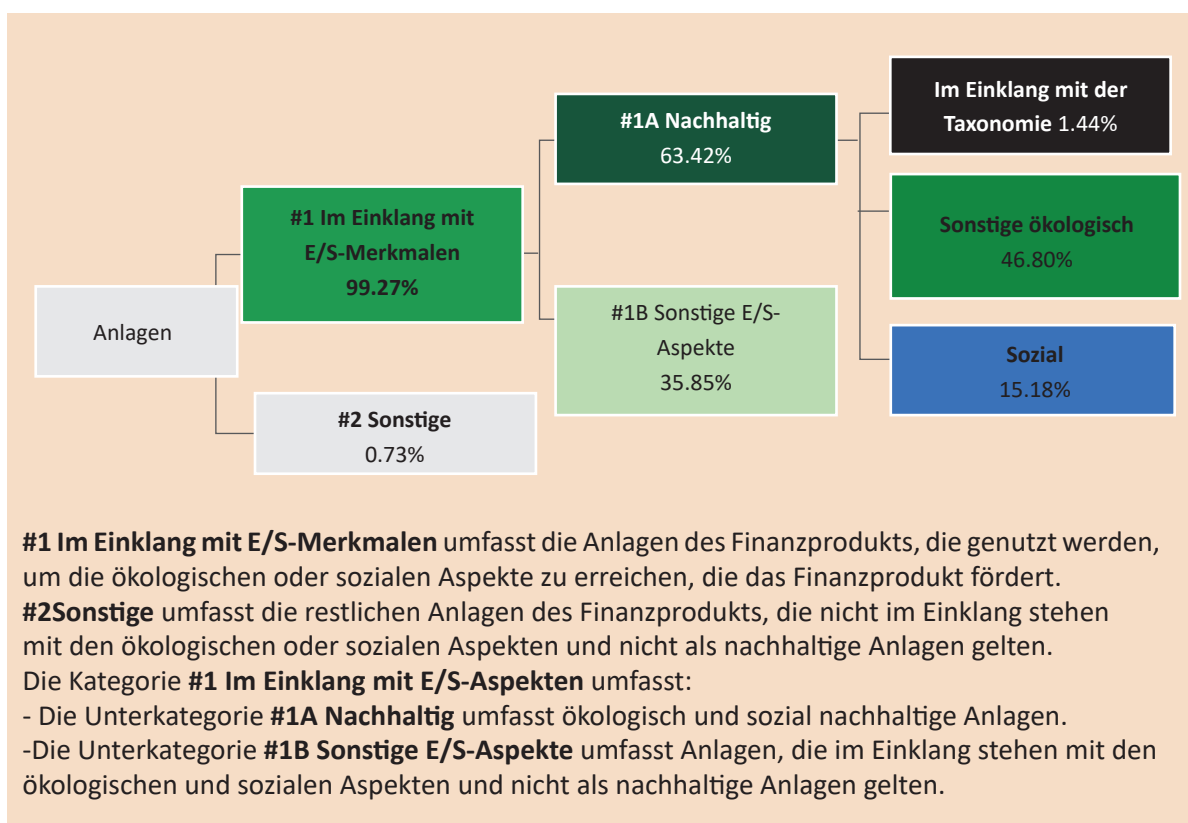 Anlagen
#1 Im Einklang mit
E/S-Merkmalen
99.27%
#2 Sonstige
0.73%
#1A Nachhaltig
63.42%
#1B Sonstige E/S-
Aspekte
35.85%
Im Einklang mit der
Taxonomie 1.44%
Sonstige ökologisch
46.80%
Sozial
15.18%
#1 Im Einklang mit E/S-Merkmalen umfasst die Anlagen des Finanzprodukts, die genutzt werden,
um die ökologischen oder sozialen Aspekte zu erreichen, die das Finanzprodukt fördert.
#2Sonstige umfasst die restlichen Anlagen des Finanzprodukts, die nicht im Einklang stehen
mit den ökologischen oder sozialen Aspekten und nicht als nachhaltige Anlagen gelten.
Die Kategorie #1 Im Einklang mit E/S-Aspekten umfasst:
- Die Unterkategorie #1A Nachhaltig umfasst ökologisch und sozial nachhaltige Anlagen.
-Die Unterkategorie #1B Sonstige E/S-Aspekte umfasst Anlagen, die im Einklang stehen mit den
ökologischen und sozialen Aspekten und nicht als nachhaltige Anlagen gelten.